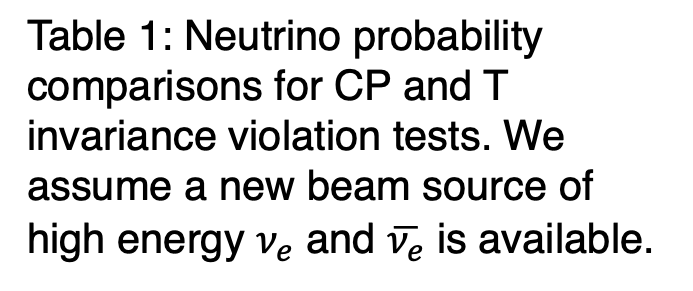 Table 1: Neutrino probability
comparisons for CP and T
invariance violation tests. We
assume a new beam source of
high energy 𝜈ₑ and 𝜈̅ₑ is available.